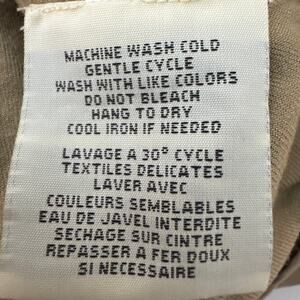 MACHINE WASH COLD
GENTLE CYCLE
WASH WITH LIKE COLORS
DO NOT BLEACH
HANG TO DRY
COOL IRON IF NEEDED
LAVAGE A 30° CYCLE
TEXTILES DELICATES
LAVER AVEC
COULEURS SEMBLABLES
EAU DE JAVEL INTERDITE
SECHAGE SUR CINTRE
REPASSER A FER DOUX
SI NECESSAIRE